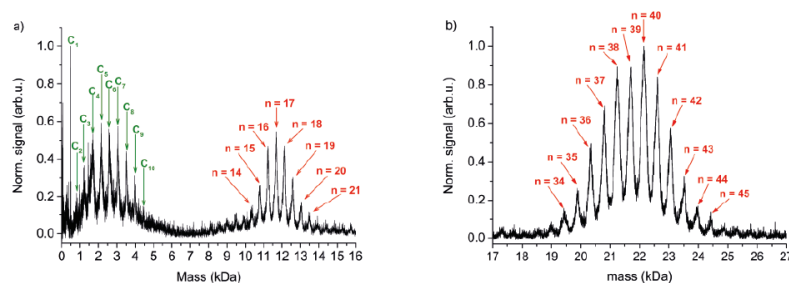 a)
C1
C2
C3
C4
C5
C6
C7
C8
C9
C10
n = 14
n = 15
n = 16
n = 17
n = 18
n = 19
n = 20
n = 21
1.0
0.8
0.6
0.4
0.2
0.0
Norm. signal (arb.u.)
0 1 2 3 4 5 6 7 8 9 10 11 12 13 14 15 16
Mass (kDa)
b)
n = 34
n = 35
n = 36
n = 37
n = 38
n = 39
n = 40
n = 41
n = 42
n = 43
n = 44
n = 45
1.0
0.8
0.6
0.4
0.2
0.0
Norm. signal (arb.u.)
17 18 19 20 21 22 23 24 25 26 27
mass (kDa)